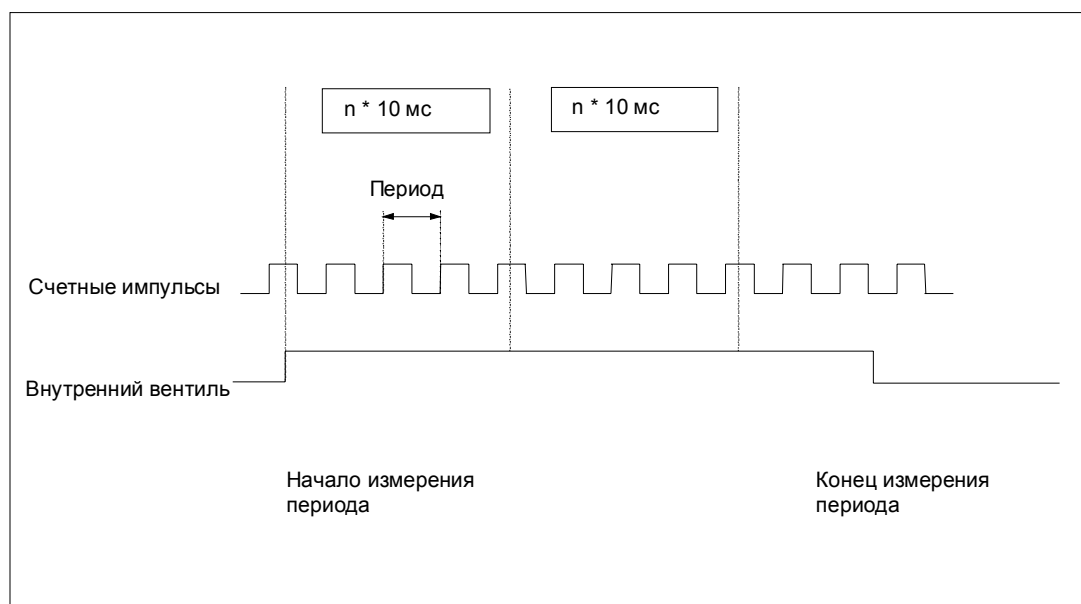 n * 10 мс
n * 10 мс
Период
Счетные импульсы
Внутренний вентиль
Начало измерения
периода
Конец измерения
периода